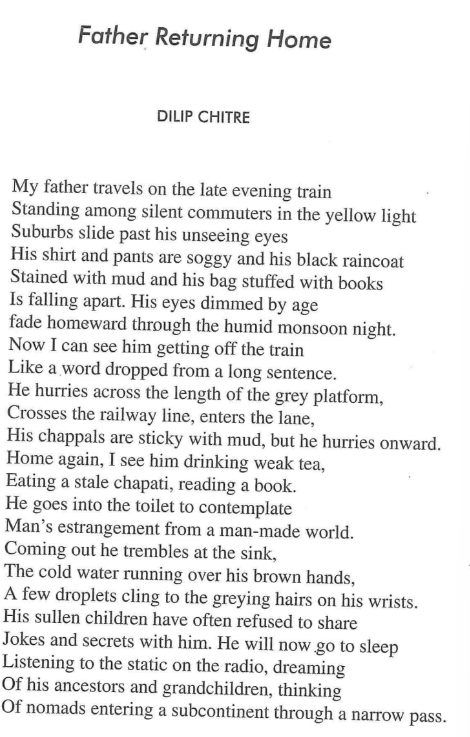 Father Returning Home
DILIP CHITRE
My father travels on the late evening train
Standing among silent commuters in the yellow light
Suburbs slide past his unseeing eyes
His shirt and pants are soggy and his black raincoat
Stained with mud and his bag stuffed with books
Is falling apart. His eyes dimmed by age
fade homeward through the humid monsoon night.
Now I can see him getting off the train
Like a word dropped from a long sentence.
He hurries across the length of the grey platform,
Crosses the railway line, enters the lane,
His chappals are sticky with mud, but he hurries onward.
Home again, I see him drinking weak tea,
Eating a stale chapati, reading a book.
He goes into the toilet to contemplate
Man's estrangement from a man-made world.
Coming out he trembles at the sink,
The cold water running over his brown hands,
A few droplets cling to the greying hairs on his wrists.
His sullen children have often refused to share
Jokes and secrets with him. He will now go to sleep
Listening to the static on the radio, dreaming
Of his ancestors and grandchildren, thinking
Of nomads entering a subcontinent through a narrow pass.